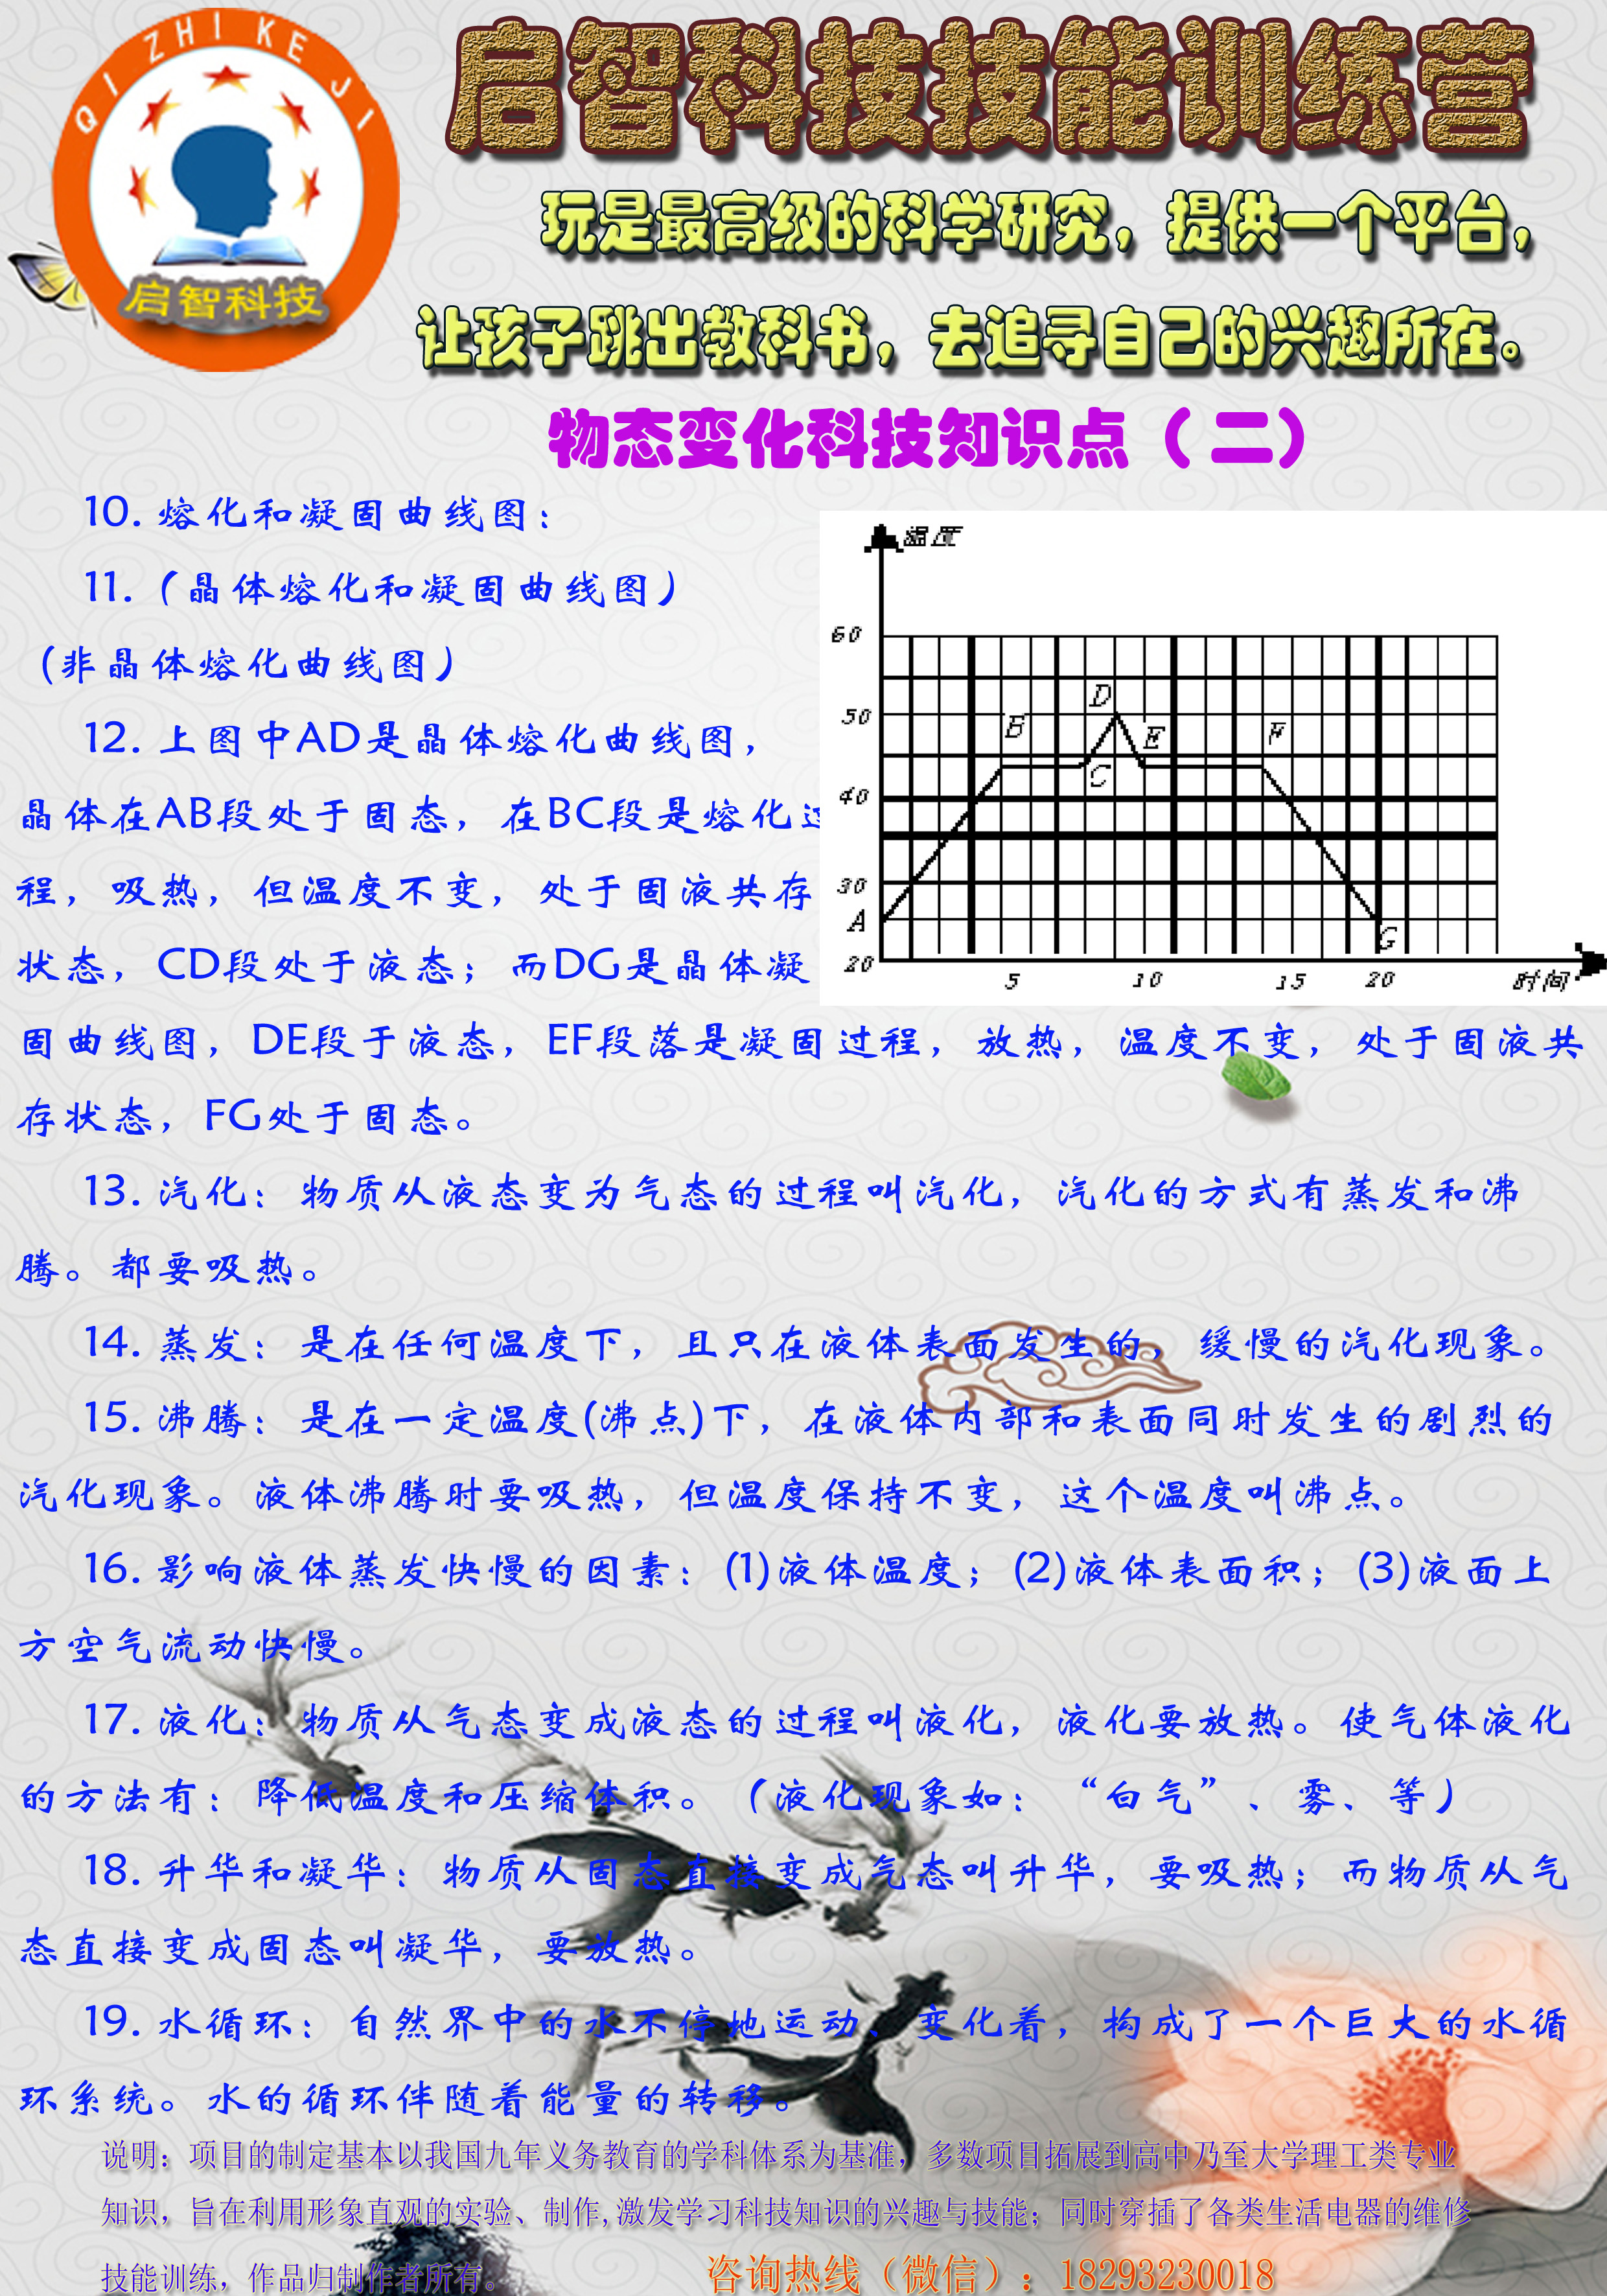 QI ZHI KE JI
启智科技
启智科技技能训练营
玩是最高级的科学研究，提供一个平台，
让孩子跳出教科书，去追寻自己的兴趣所在。
物态变化科技知识点（二）
10. 熔化和凝固曲线图：
11.（晶体熔化和凝固曲线图）
(非晶体熔化曲线图）
12. 上图中AD是晶体熔化曲线图，
晶体在AB段处于固态，在BC段是熔化过
程，吸热，但温度不变，处于固液共存
状态，CD段处于液态；而DG是晶体凝
固曲线图，DE段于液态，EF段落是凝固过程，放热，温度不变，处于固液共
存状态，FG处于固态。
温度
60
50
40
30
A
20
B
D
C
E
F
G
5
10
15
20
时间
13. 汽化：物质从液态变为气态的过程叫汽化，汽化的方式有蒸发和沸
腾。都要吸热。
14. 蒸发：是在任何温度下，且只在液体表面发生的，缓慢的汽化现象。
15. 沸腾：是在一定温度(沸点)下，在液体内部和表面同时发生的剧烈的
汽化现象。液体沸腾时要吸热，但温度保持不变，这个温度叫沸点。
16. 影响液体蒸发快慢的因素：(1)液体温度；(2)液体表面积；(3)液面上
方空气流动快慢。
17. 液化：物质从气态变成液态的过程叫液化，液化要放热。使气体液化
的方法有：降低温度和压缩体积。（液化现象如：“白气”、雾、等）
18. 升华和凝华：物质从固态直接变成气态叫升华，要吸热；而物质从气
态直接变成固态叫凝华，要放热。
19. 水循环：自然界中的水不停地运动、变化着，构成了一个巨大的水循
环系统。水的循环伴随着能量的转移。
说明：项目的制定基本以我国九年义务教育的学科体系为基准，多数项目拓展到高中乃至大学理工类专业
知识，旨在利用形象直观的实验、制作,激发学习科技知识的兴趣与技能；同时穿插了各类生活电器的维修
技能训练，作品归制作者所有。
咨询热线（微信）：18293230018